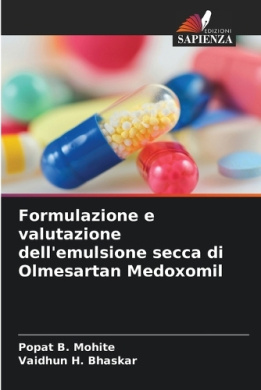 EDIZIONI
SAPIENZA
Formulazione e
valutazione
dell'emulsione secca di
Olmesartan Medoxomil
Popat B. Mohite
Vaidhun H. Bhaskar